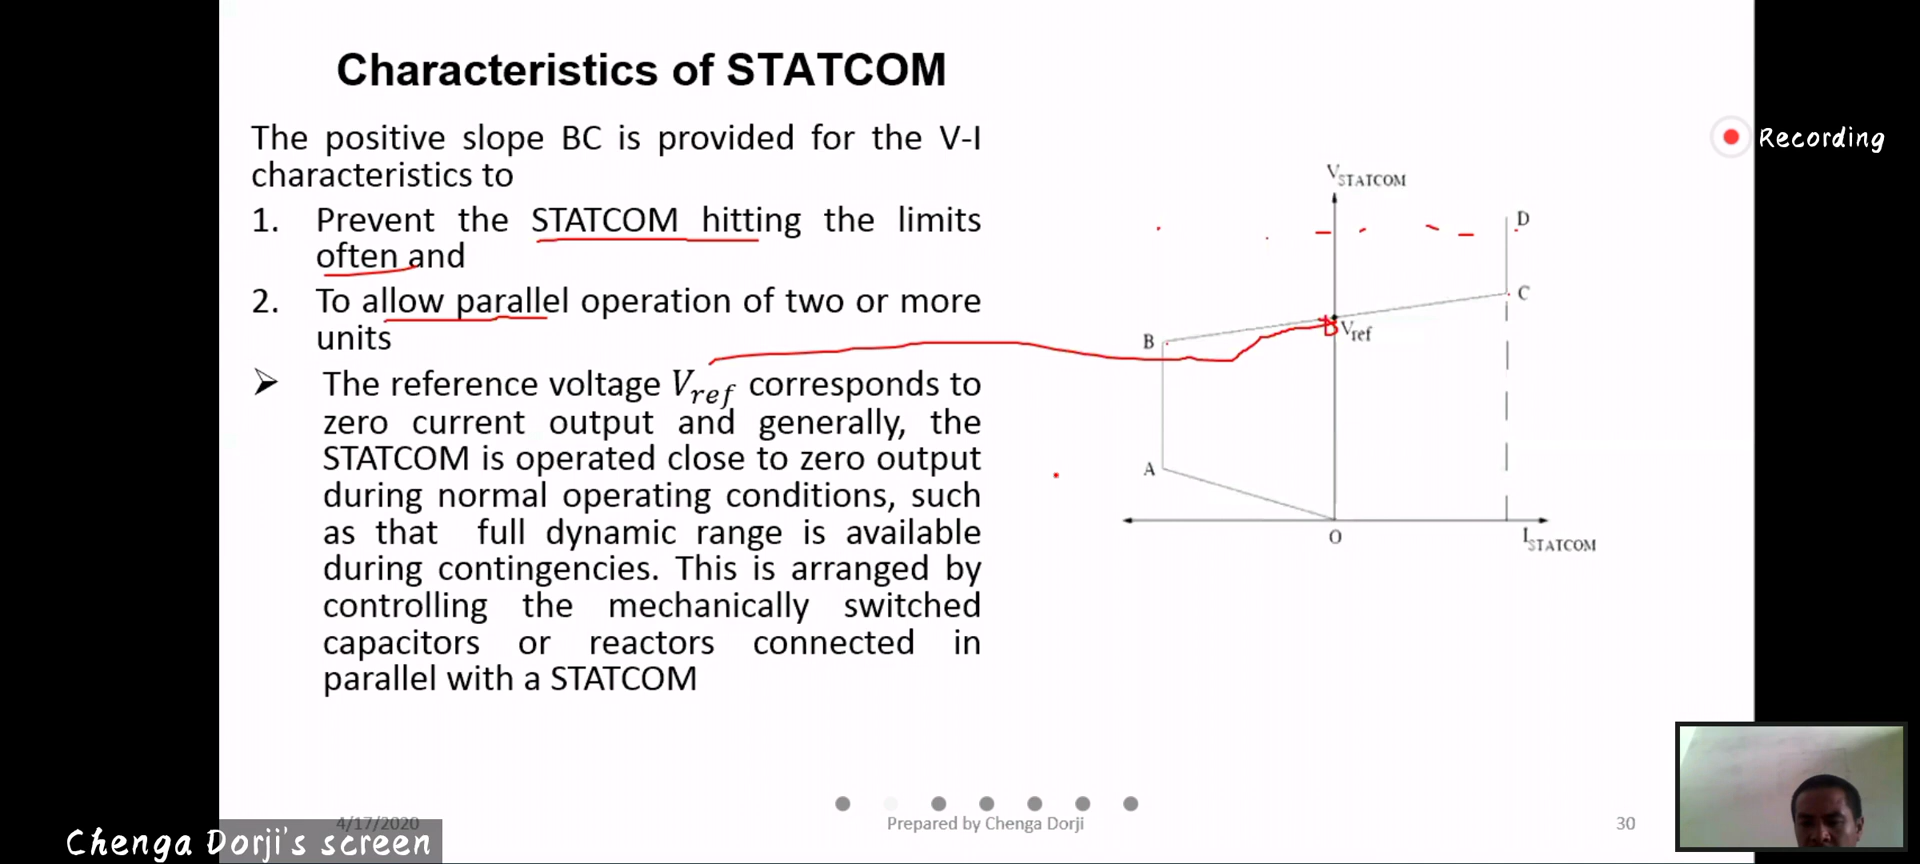 Characteristics of STATCOM
The positive slope BC is provided for the V-I
characteristics to
1. Prevent the STATCOM hitting the limits
often and
2. To allow parallel operation of two or more
units
➤ The reference voltage V_ref corresponds to
zero current output and generally, the
STATCOM is operated close to zero output
during normal operating conditions, such
as that full dynamic range is available
during contingencies. This is arranged by
controlling the mechanically switched
capacitors or reactors connected in
parallel with a STATCOM
V_STATCOM
D
C
V_ref
B
A
O
I_STATCOM
Recording
4/17/2020
Prepared by Chenga Dorji
30
Chenga Dorji's screen